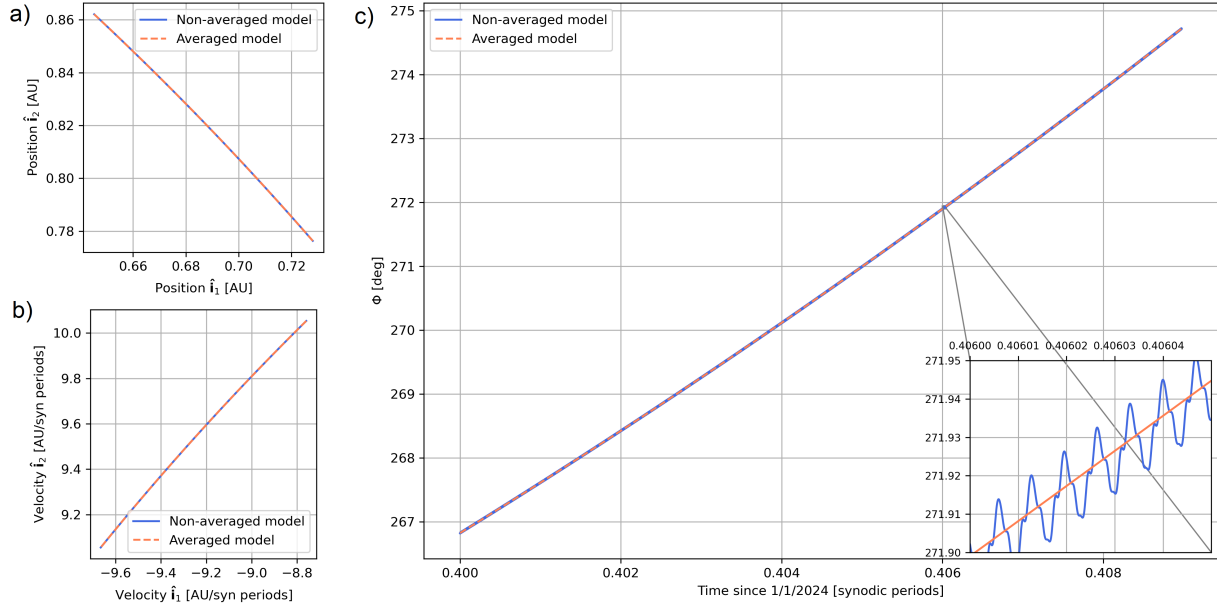 a)
0.86
0.84
0.82
0.80
0.78
Position î₂ [AU]
Non-averaged model
Averaged model
0.66 0.68 0.70 0.72
Position î₁ [AU]
b)
10.0
9.8
9.6
9.4
9.2
Velocity î₂ [AU/syn periods]
Non-averaged model
Averaged model
−9.6 −9.4 −9.2 −9.0 −8.8
Velocity î₁ [AU/syn periods]
c)
275
274
273
272
271
270
269
268
267
Φ [deg]
Non-averaged model
Averaged model
0.40600 0.40601 0.40602 0.40603 0.40604
271.95
271.94
271.93
271.92
271.91
271.90
0.400 0.402 0.404 0.406 0.408
Time since 1/1/2024 [synodic periods]